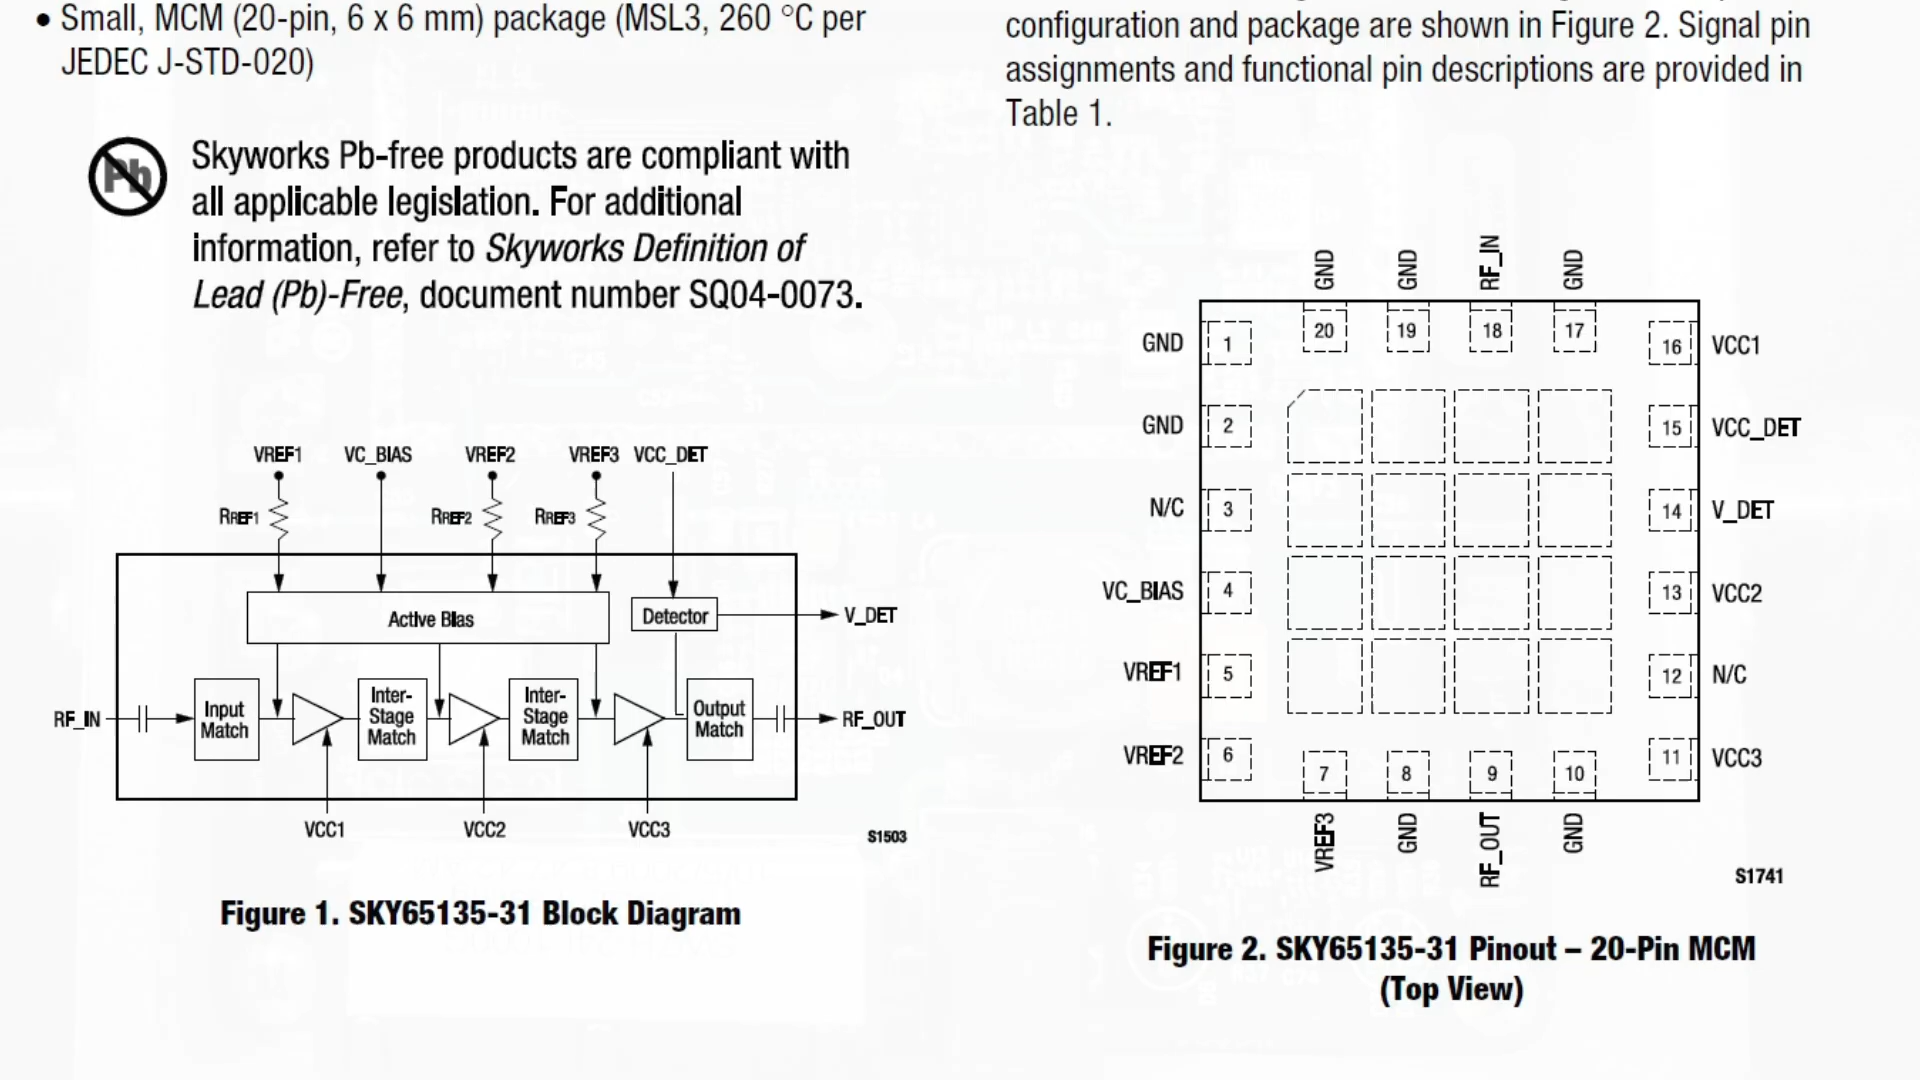 • Small, MCM (20-pin, 6 x 6 mm) package (MSL3, 260 °C per
JEDEC J-STD-020)
Pb
Skyworks Pb-free products are compliant with
all applicable legislation. For additional
information, refer to Skyworks Definition of
Lead (Pb)-Free, document number SQ04-0073.
VREF1
VC_BIAS
VREF2
VREF3
VCC_DET
RREF1
RREF2
RREF3
Active Bias
Detector
V_DET
RF_IN
Input
Match
Inter-
Stage
Match
Inter-
Stage
Match
Output
Match
RF_OUT
VCC1
VCC2
VCC3
S1503
Figure 1. SKY65135-31 Block Diagram
configuration and package are shown in Figure 2. Signal pin
assignments and functional pin descriptions are provided in
Table 1.
GND
GND
RF_IN
GND
20
19
18
17
GND 1
16 VCC1
GND 2
15 VCC_DET
N/C 3
14 V_DET
VC_BIAS 4
13 VCC2
VREF1 5
12 N/C
VREF2 6
11 VCC3
7
8
9
10
VREF3
GND
RF_OUT
GND
S1741
Figure 2. SKY65135-31 Pinout – 20-Pin MCM
(Top View)